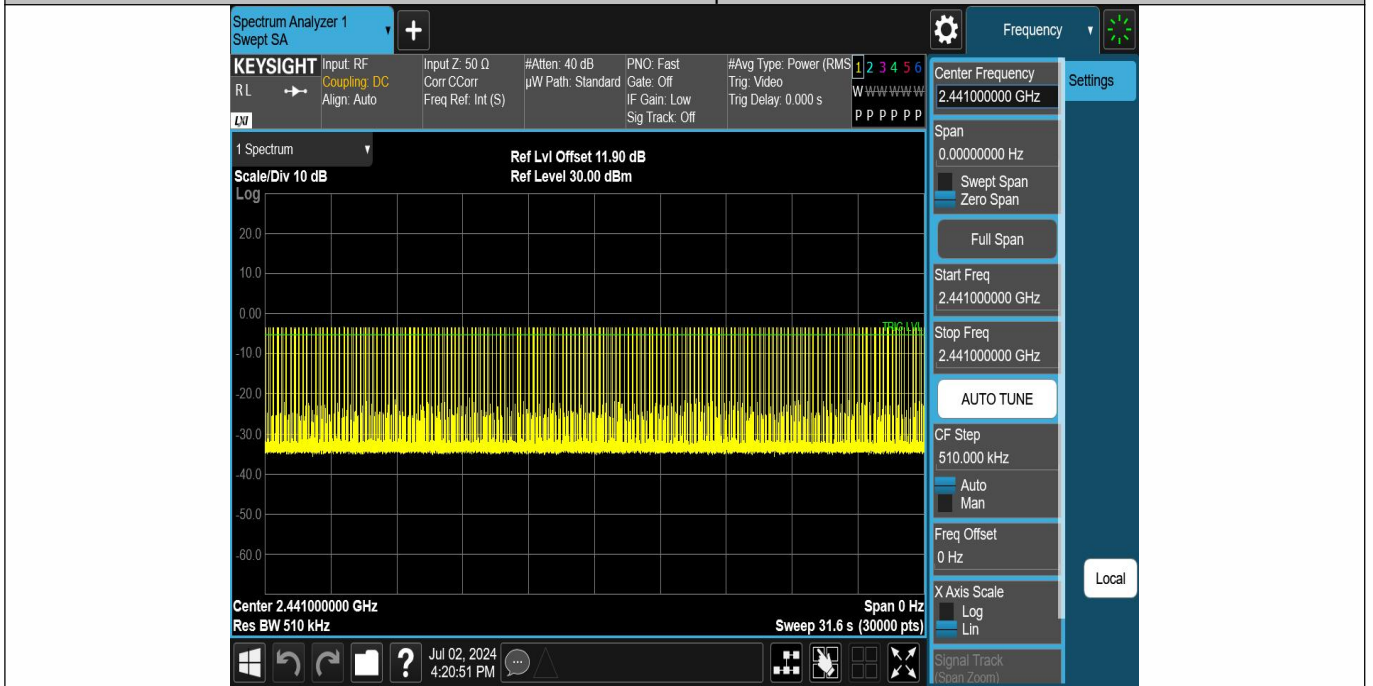 Spectrum Analyzer 1
Swept SA
+
Frequency
KEYSIGHT
RL
LXI
Input: RF
Coupling: DC
Align: Auto
Input Z: 50 Ω
Corr CCorr
Freq Ref: Int (S)
#Atten: 40 dB
µW Path: Standard
PNO: Fast
Gate: Off
IF Gain: Low
Sig Track: Off
#Avg Type: Power (RMS
Trig: Video
Trig Delay: 0.000 s
1 2 3 4 5 6
W W W W W W
P P P P P P
Center Frequency
2.441000000 GHz
Settings
Span
0.00000000 Hz
Swept Span
Zero Span
Full Span
Start Freq
2.441000000 GHz
Stop Freq
2.441000000 GHz
AUTO TUNE
CF Step
510.000 kHz
Auto
Man
Freq Offset
0 Hz
X Axis Scale
Log
Lin
Signal Track
(Span Zoom)
Local
1 Spectrum
Scale/Div 10 dB
Ref Lvl Offset 11.90 dB
Ref Level 30.00 dBm
Log
20.0
10.0
0.00
TRIG LVL
-10.0
-20.0
-30.0
-40.0
-50.0
-60.0
Center 2.441000000 GHz
Span 0 Hz
Res BW 510 kHz
Sweep 31.6 s (30000 pts)
?
Jul 02, 2024
4:20:51 PM